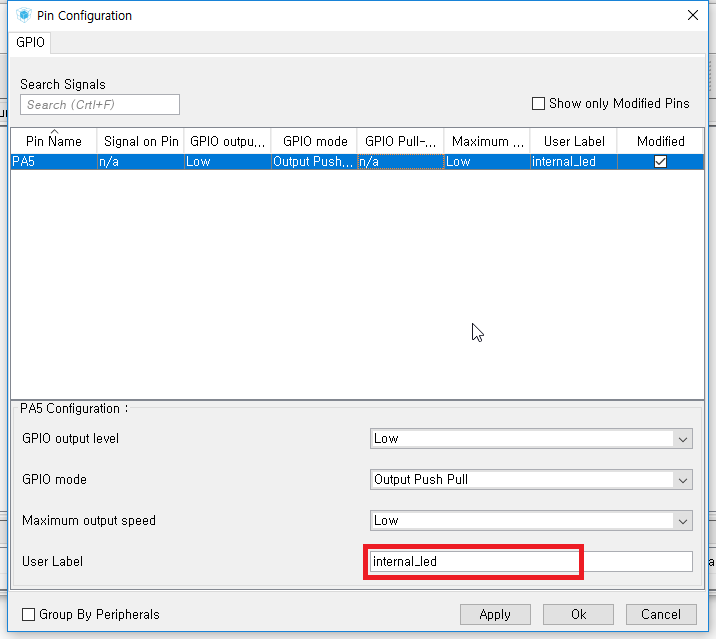 Pin Configuration
GPIO
Search Signals
Search (Crtl+F)
Show only Modified Pins
Pin Name Signal on Pin GPIO outpu... GPIO mode GPIO Pull-... Maximum ... User Label Modified
PA5 n/a Low Output Push... n/a Low internal_led
PA5 Configuration :
GPIO output level Low
GPIO mode Output Push Pull
Maximum output speed Low
User Label internal_led
Group By Peripherals Apply Ok Cancel